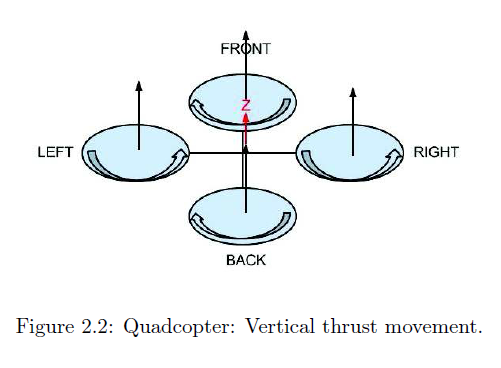 FRONT
Z
LEFT
RIGHT
BACK
Figure 2.2: Quadcopter: Vertical thrust movement.